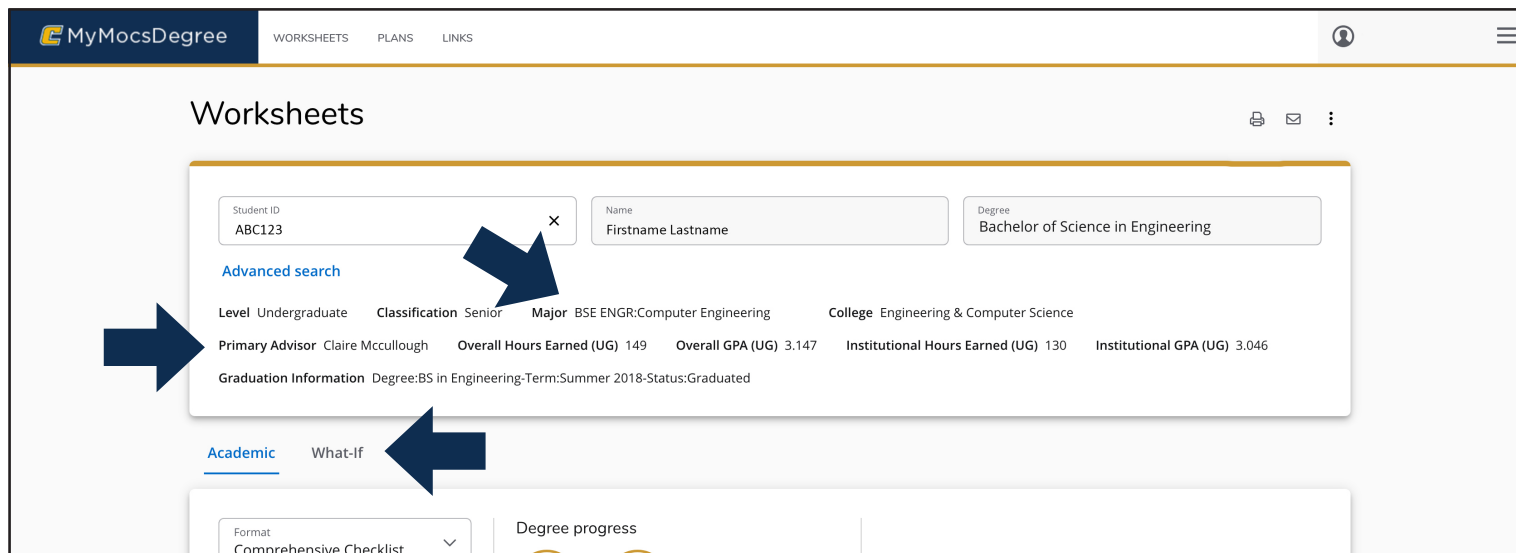 MyMocsDegree WORKSHEETS PLANS LINKS
Worksheets
Student ID Name Degree
ABC123 Firstname Lastname Bachelor of Science in Engineering
Advanced search
Level Undergraduate Classification Senior Major BSE ENGR:Computer Engineering College Engineering & Computer Science
Primary Advisor Claire Mccullough Overall Hours Earned (UG) 149 Overall GPA (UG) 3.147 Institutional Hours Earned (UG) 130 Institutional GPA (UG) 3.046
Graduation Information Degree:BS in Engineering-Term:Summer 2018-Status:Graduated
Academic What-If
Format Degree progress
Comprehensive Checklist